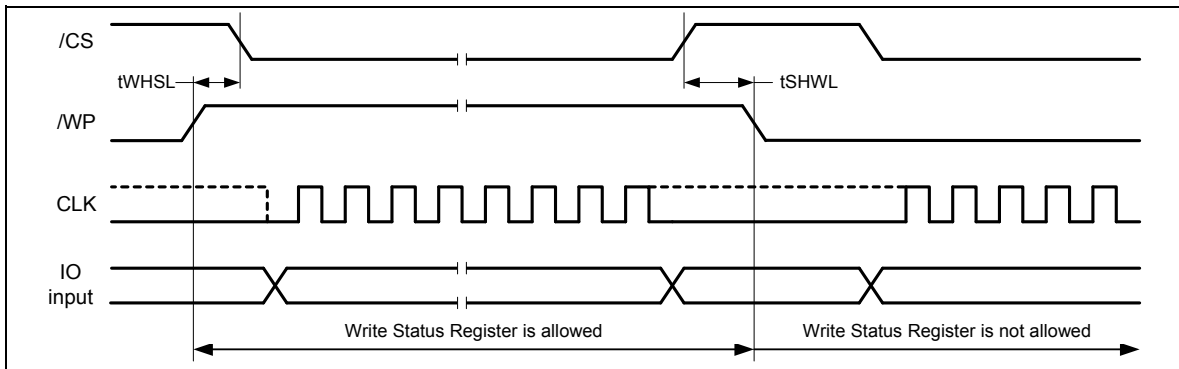 /CS
tWHSL
tSHWL
/WP
CLK
IO
input
Write Status Register is allowed
Write Status Register is not allowed